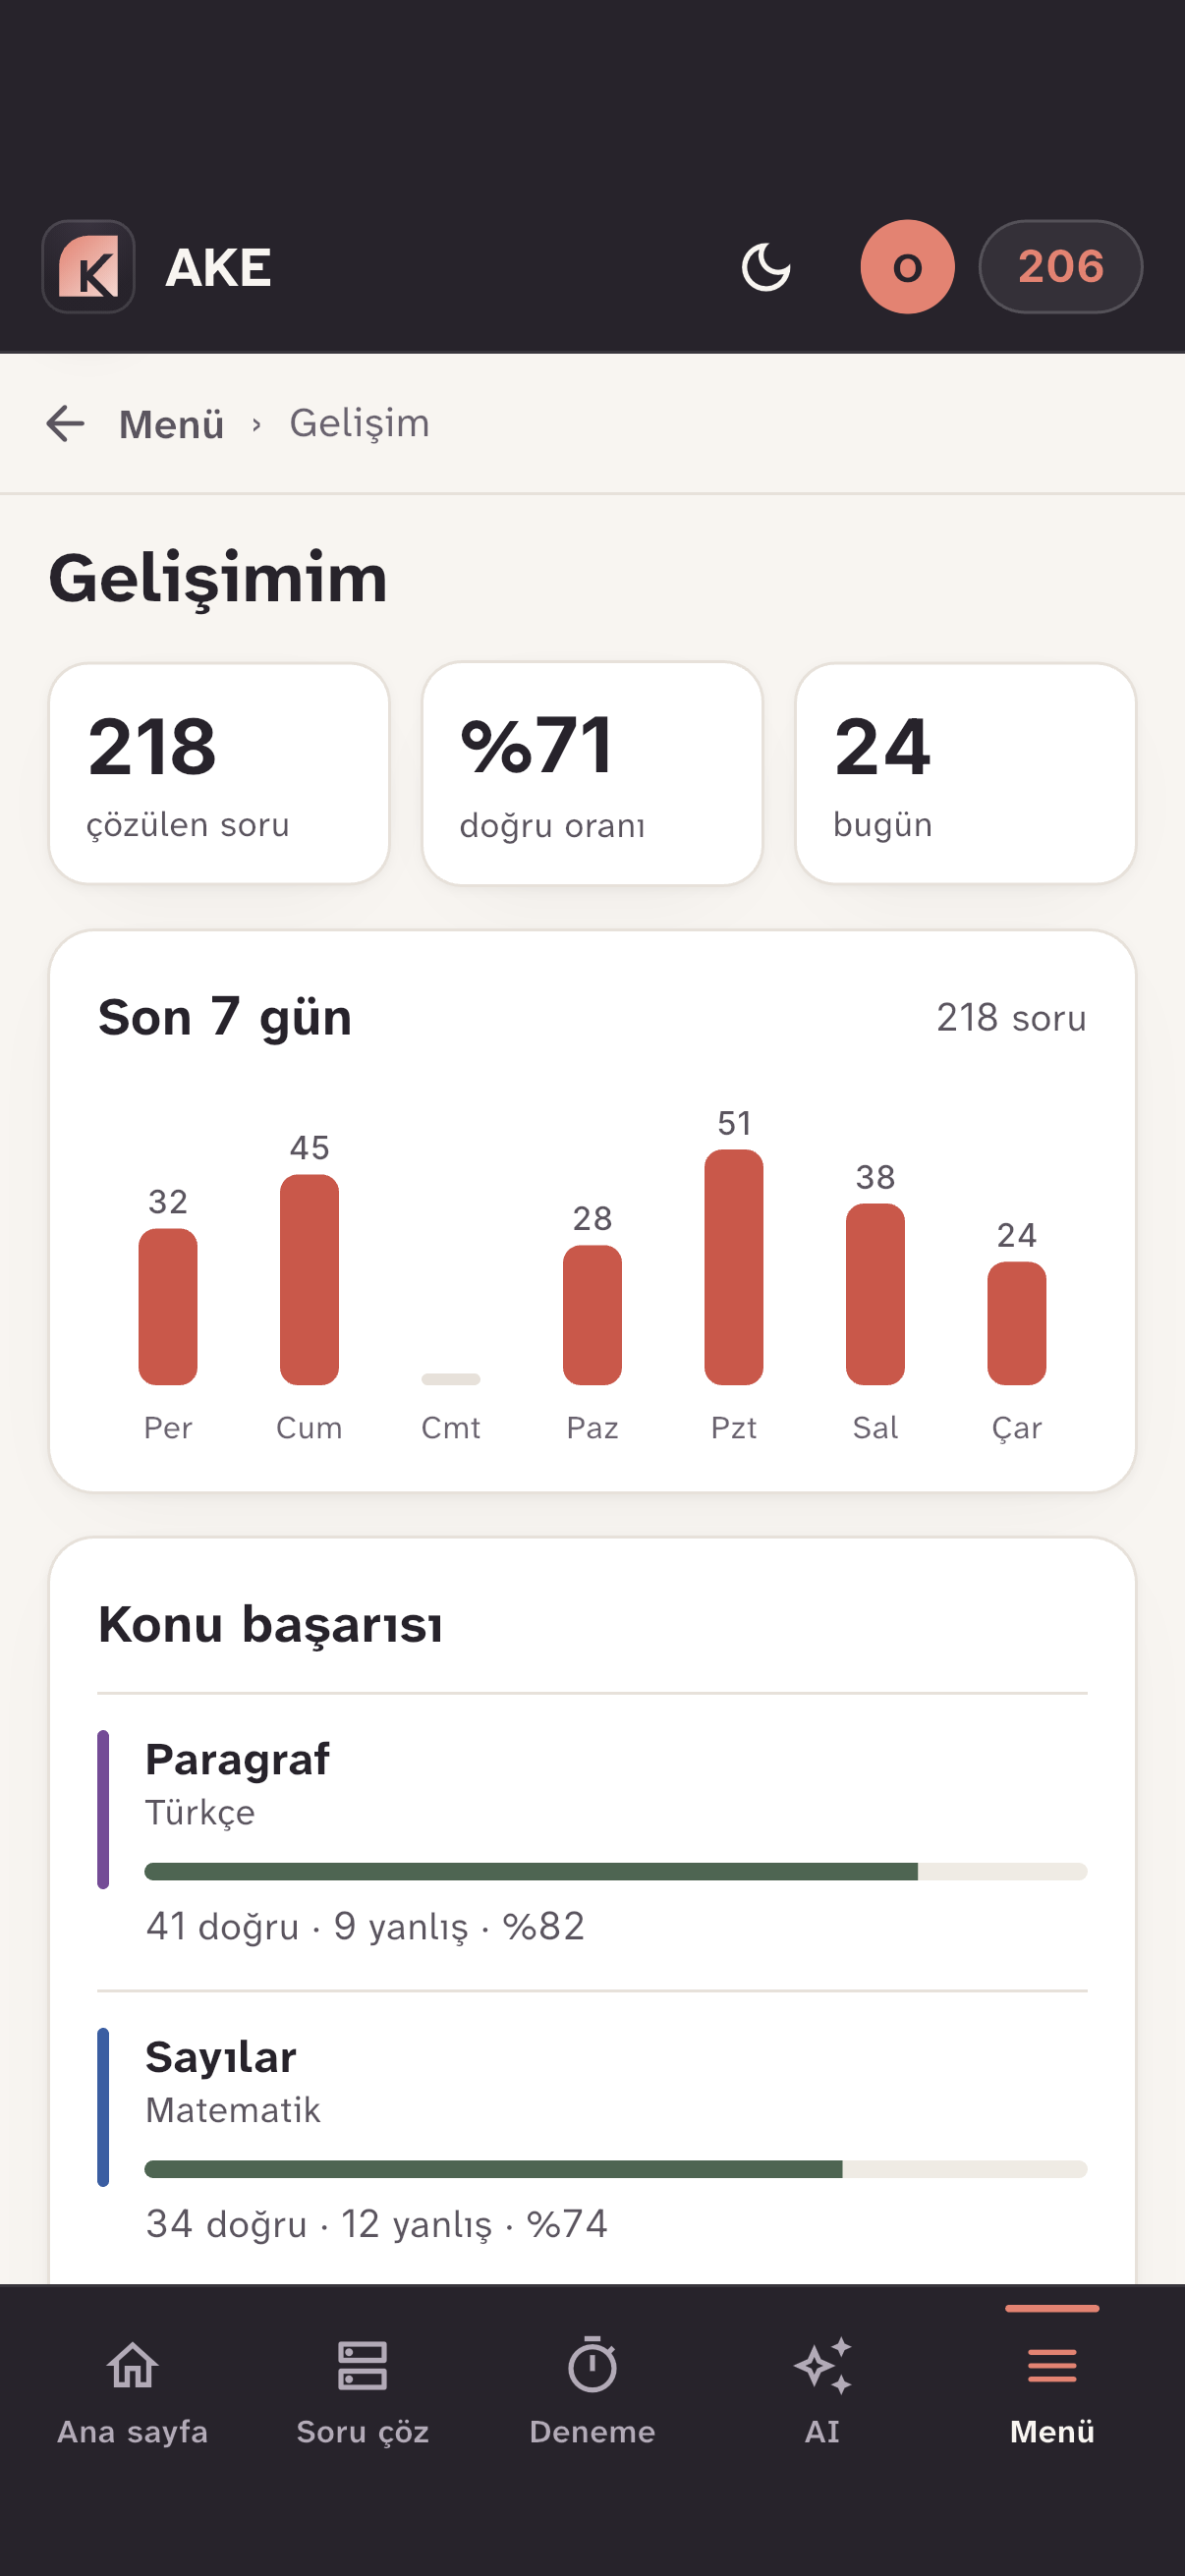 K AKE O 206
Menü › Gelişim
Gelişimim
218 %71 24
çözülen soru doğru oranı bugün
Son 7 gün 218 soru
32 45 28 51 38 24
Per Cum Cmt Paz Pzt Sal Çar
Konu başarısı
Paragraf
Türkçe
41 doğru · 9 yanlış · %82
Sayılar
Matematik
34 doğru · 12 yanlış · %74
Ana sayfa Soru çöz Deneme AI Menü